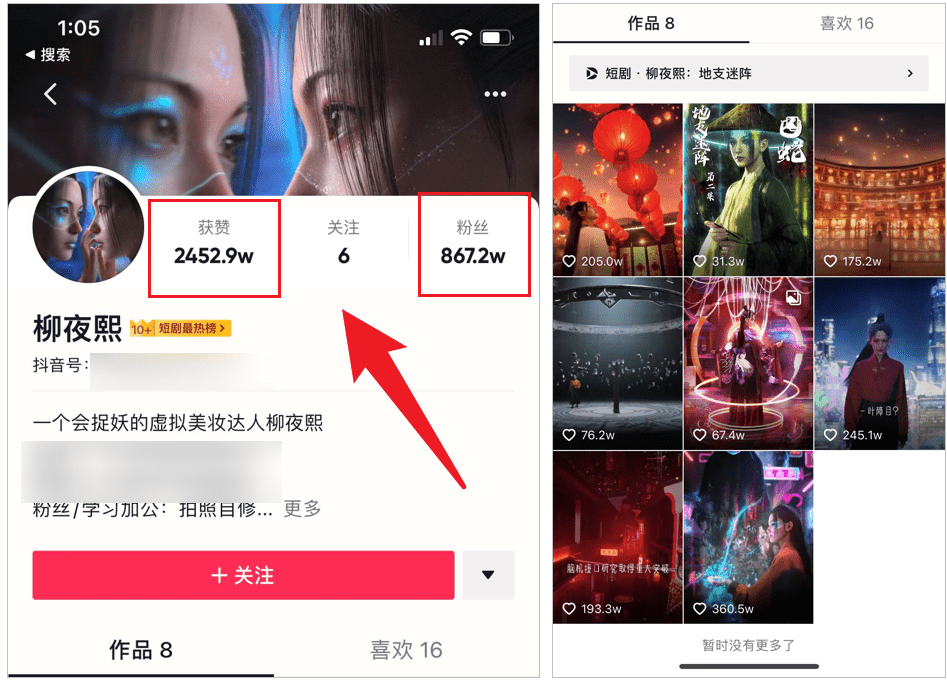 1:05
搜索
获赞
2452.9w
关注
6
粉丝
867.2w
柳夜熙
10+ 短剧最热榜
抖音号:
一个会捉妖的虚拟美妆达人柳夜熙
粉丝/学习加公：拍照自修... 更多
+ 关注
作品 8
喜欢 16
作品 8
喜欢 16
短剧 · 柳夜熙：地支迷阵
205.0w
地支迷阵
第二集
囚蛇
31.3w
175.2w
76.2w
67.4w
一叶障目?
245.1w
脑机接口研究取得重大突破
193.3w
360.5w
暂时没有更多了